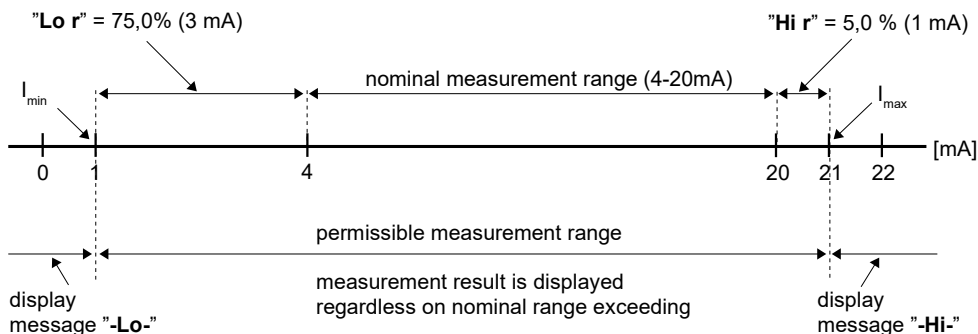 "Lo r" = 75,0% (3 mA)
"Hi r" = 5,0 % (1 mA)
nominal measurement range (4-20mA)
Imin
Imax
[mA]
0 1 4 20 21 22
permissible measurement range
measurement result is displayed
regardless on nominal range exceeding
display
message "-Lo-"
display
message "-Hi-"